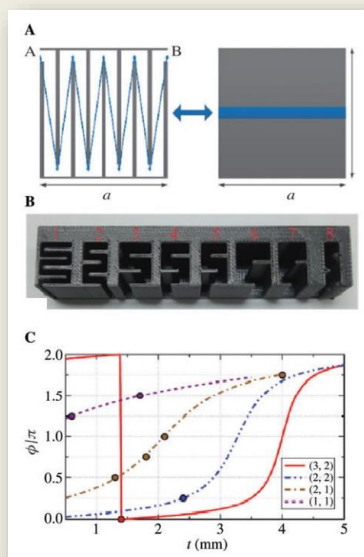 A
A B
a a
B
1 2 3 4 5 6 7 8
C
2.0
1.5
1.0
0.5
0.0
ϕ|π
(3, 2)
(2, 2)
(2, 1)
(1, 1)
1 2 3 4 5
t (mm)